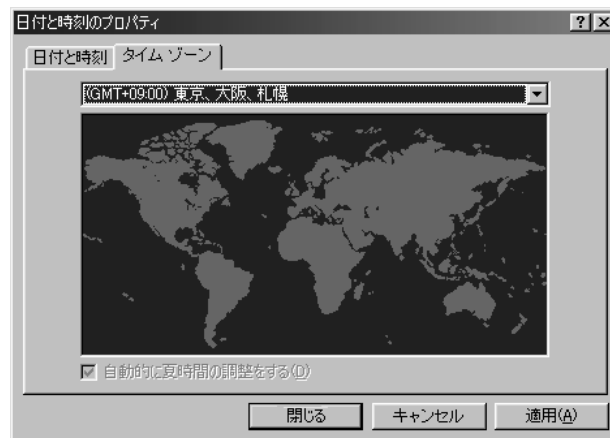 日付と時刻のプロパティ
日付と時刻 タイム ゾーン
(GMT+09:00) 東京、大阪、札幌
自動的に夏時間の調整をする(D)
閉じる キャンセル 適用(A)